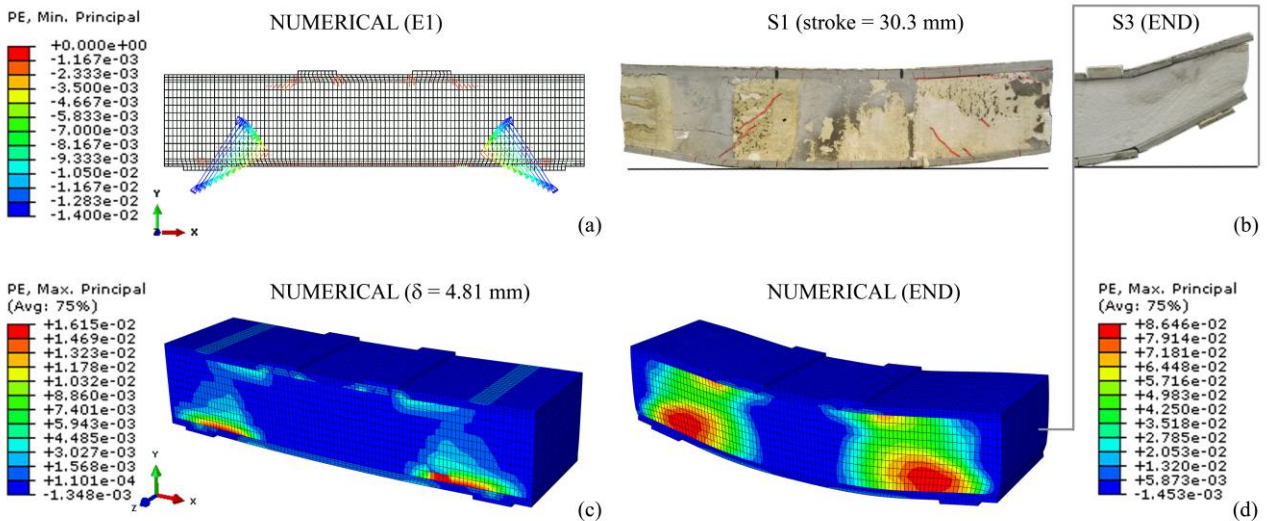 PE, Min. Principal
+0.000e+00
-1.167e-03
-2.333e-03
-3.500e-03
-4.667e-03
-5.833e-03
-7.000e-03
-8.167e-03
-9.333e-03
-1.050e-02
-1.167e-02
-1.283e-02
-1.400e-02
NUMERICAL (E1)
Y
Z
X
(a)
S1 (stroke = 30.3 mm)
S3 (END)
(b)
PE, Max. Principal
(Avg: 75%)
+1.615e-02
+1.469e-02
+1.323e-02
+1.178e-02
+1.032e-02
+8.860e-03
+7.401e-03
+5.943e-03
+4.485e-03
+3.027e-03
+1.568e-03
+1.101e-04
-1.348e-03
NUMERICAL (δ = 4.81 mm)
Y
Z
X
(c)
NUMERICAL (END)
PE, Max. Principal
(Avg: 75%)
+8.646e-02
+7.914e-02
+7.181e-02
+6.448e-02
+5.716e-02
+4.983e-02
+4.250e-02
+3.518e-02
+2.785e-02
+2.053e-02
+1.320e-02
+5.873e-03
-1.453e-03
(d)